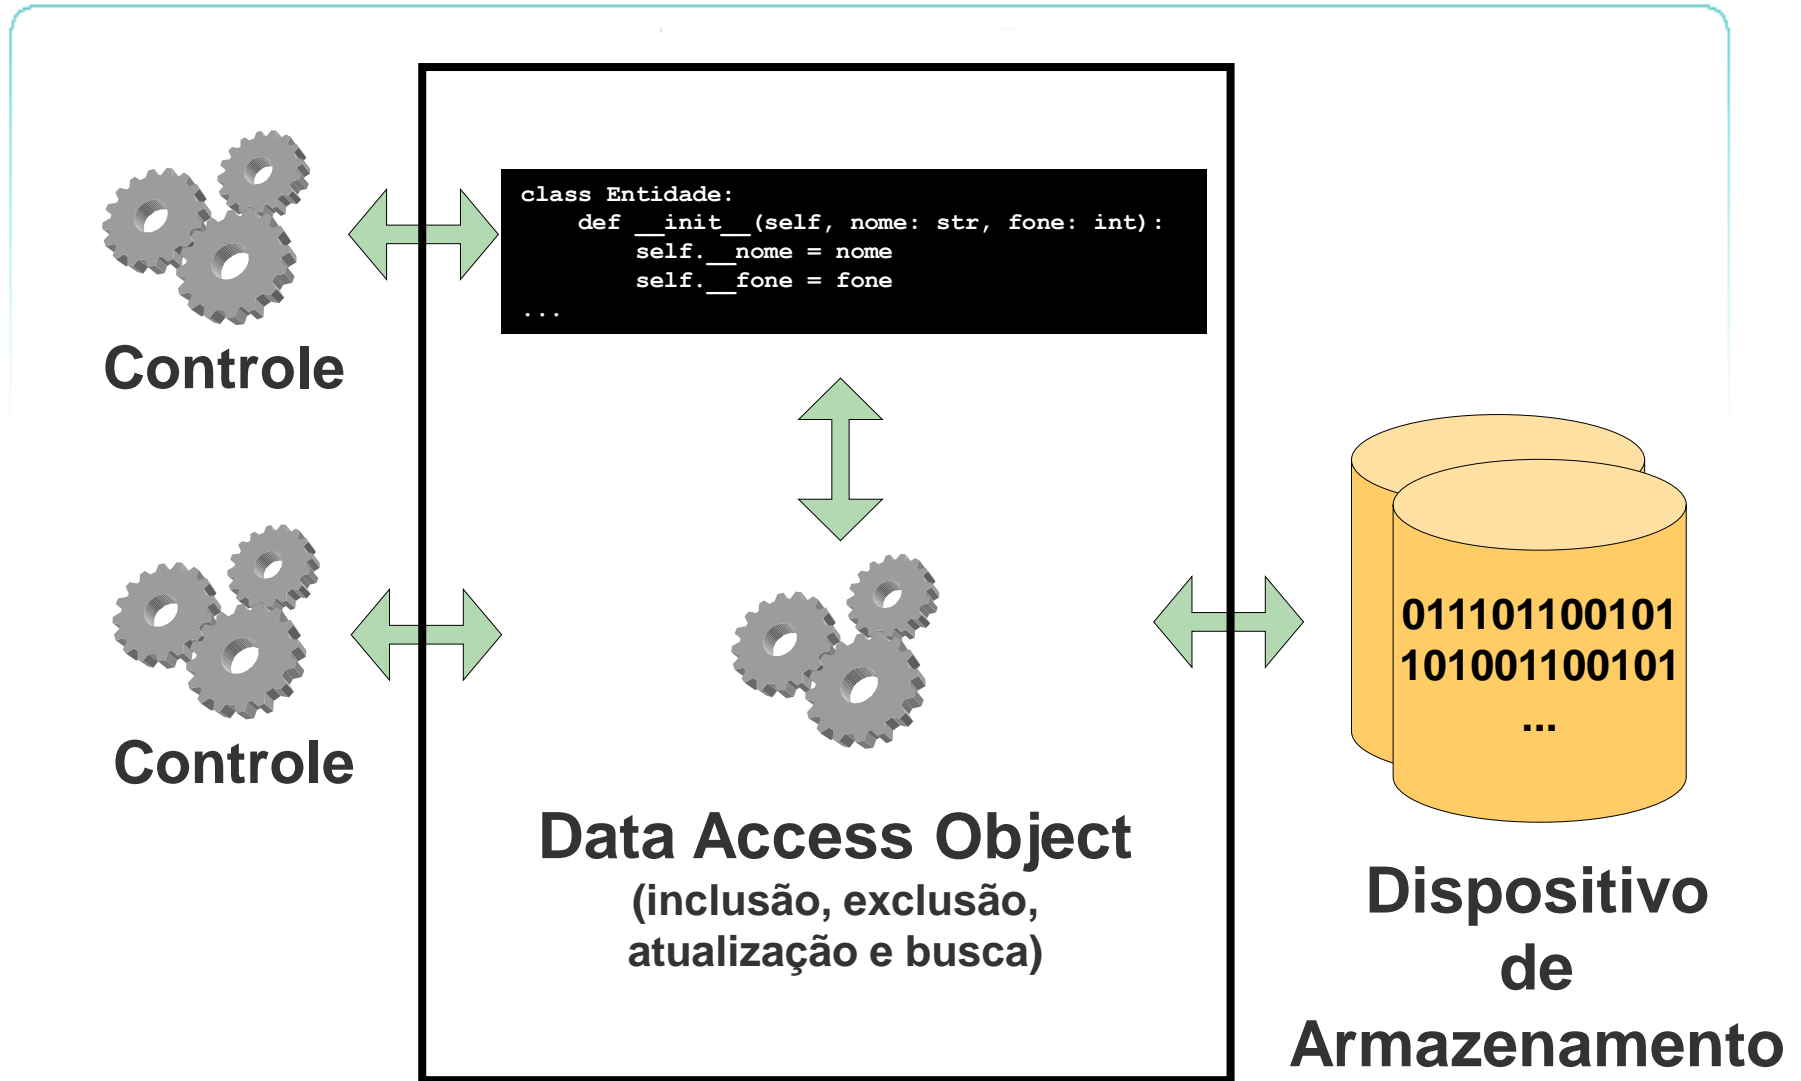 class Entidade:
    def __init__(self, nome: str, fone: int):
        self.__nome = nome
        self.__fone = fone
...
Controle
Controle
Data Access Object
(inclusão, exclusão,
atualização e busca)
011101100101
101001100101
...
Dispositivo
de
Armazenamento